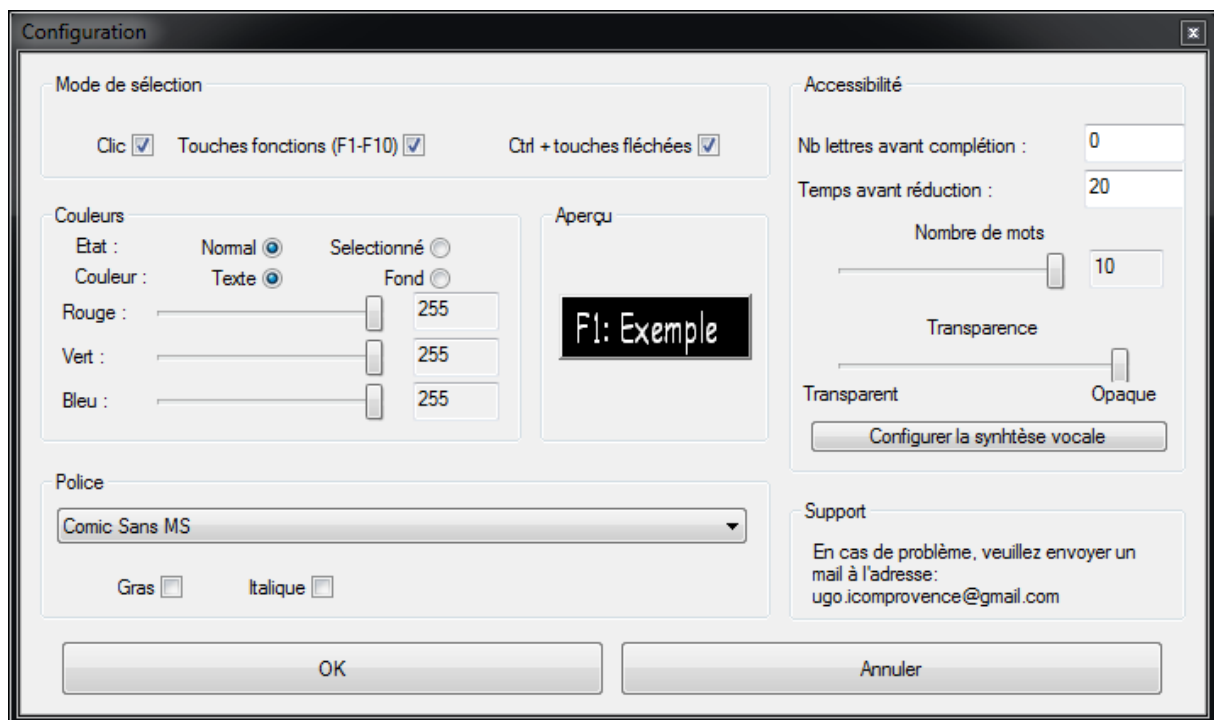 Configuration
Mode de sélection
Clic Touches fonctions (F1-F10) Ctrl + touches fléchées
Couleurs
Etat : Normal Selectionné
Couleur : Texte Fond
Rouge : 255
Vert : 255
Bleu : 255
Aperçu
F1: Exemple
Police
Comic Sans MS
Gras Italique
Accessibilité
Nb lettres avant complétion : 0
Temps avant réduction : 20
Nombre de mots
10
Transparence
Transparent Opaque
Configurer la synhtèse vocale
Support
En cas de problème, veuillez envoyer un
mail à l'adresse:
ugo.icomprovence@gmail.com
OK Annuler